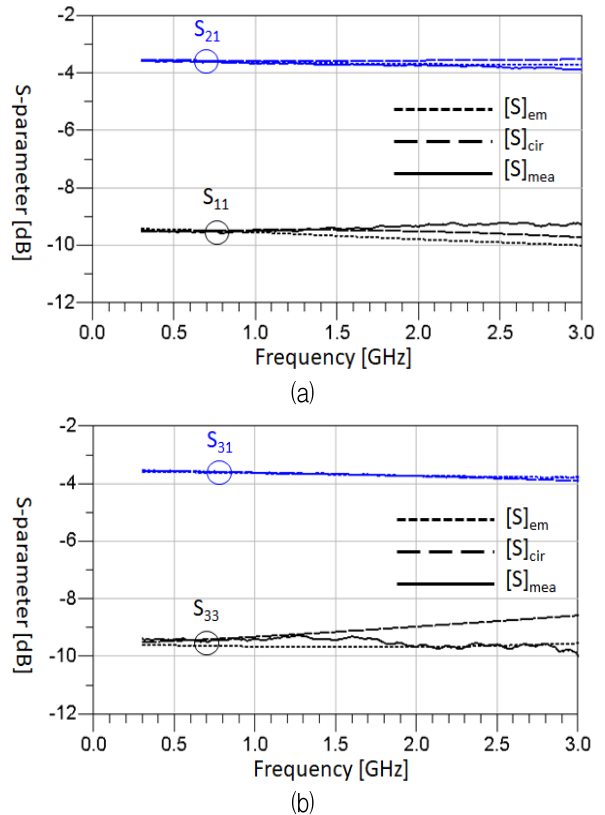 -2
S21
-4
[S]em
-6
[S]cir
[S]mea
-8
S11
-10
-12
0.0 0.5 1.0 1.5 2.0 2.5 3.0
S-parameter [dB]
Frequency [GHz]
(a)
-2
S31
-4
[S]em
-6
[S]cir
[S]mea
-8
S33
-10
-12
0.0 0.5 1.0 1.5 2.0 2.5 3.0
S-parameter [dB]
Frequency [GHz]
(b)